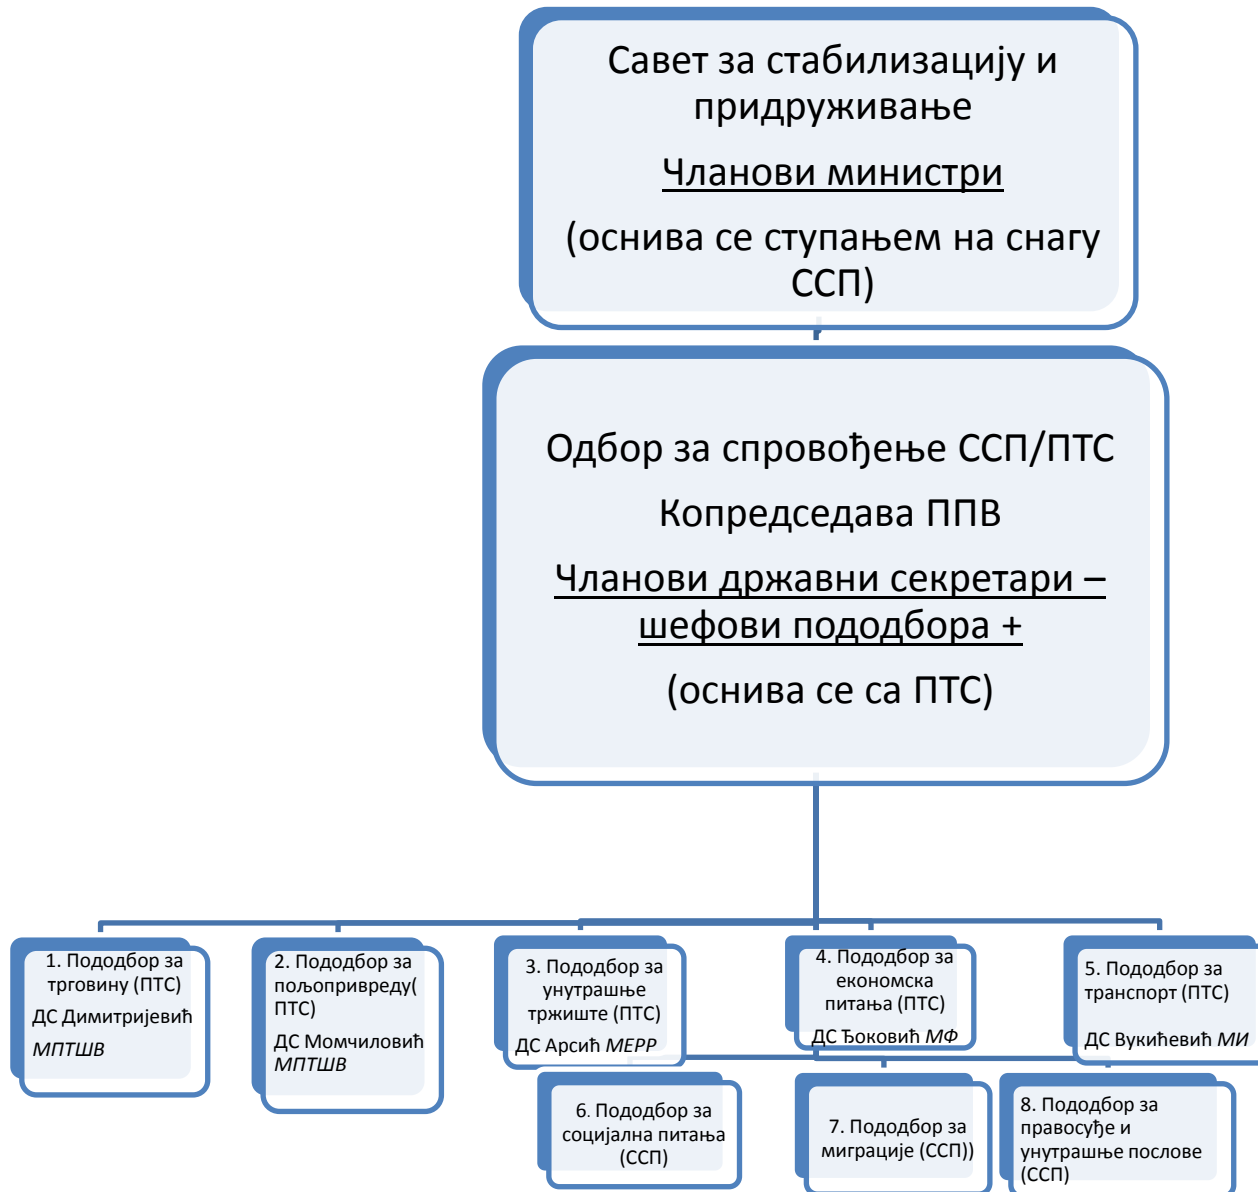 Савет за стабилизацију и
придруживање
Чланови министри
(оснива се ступањем на снагу
ССП)
Одбор за спровођење ССП/ПТС
Копредседава ППВ
Чланови државни секретари –
шефови пододбора +
(оснива се са ПТС)
1. Пододбор за
трговину (ПТС)
ДС Димитријевић
МПТШВ
2. Пододбор за
пољопривреду(
ПТС)
ДС Момчиловић
МПТШВ
3. Пододбор за
унутрашње
тржиште (ПТС)
ДС Арсић МЕРР
4. Пододбор за
економска
питања (ПТС)
ДС Ђоковић МФ
5. Пододбор за
транспорт (ПТС)
ДС Вукићевић МИ
6. Пододбор за
социјална питања
(ССП)
7. Пододбор за
миграције (ССП))
8. Пододбор за
правосуђе и
унутрашње послове
(ССП)